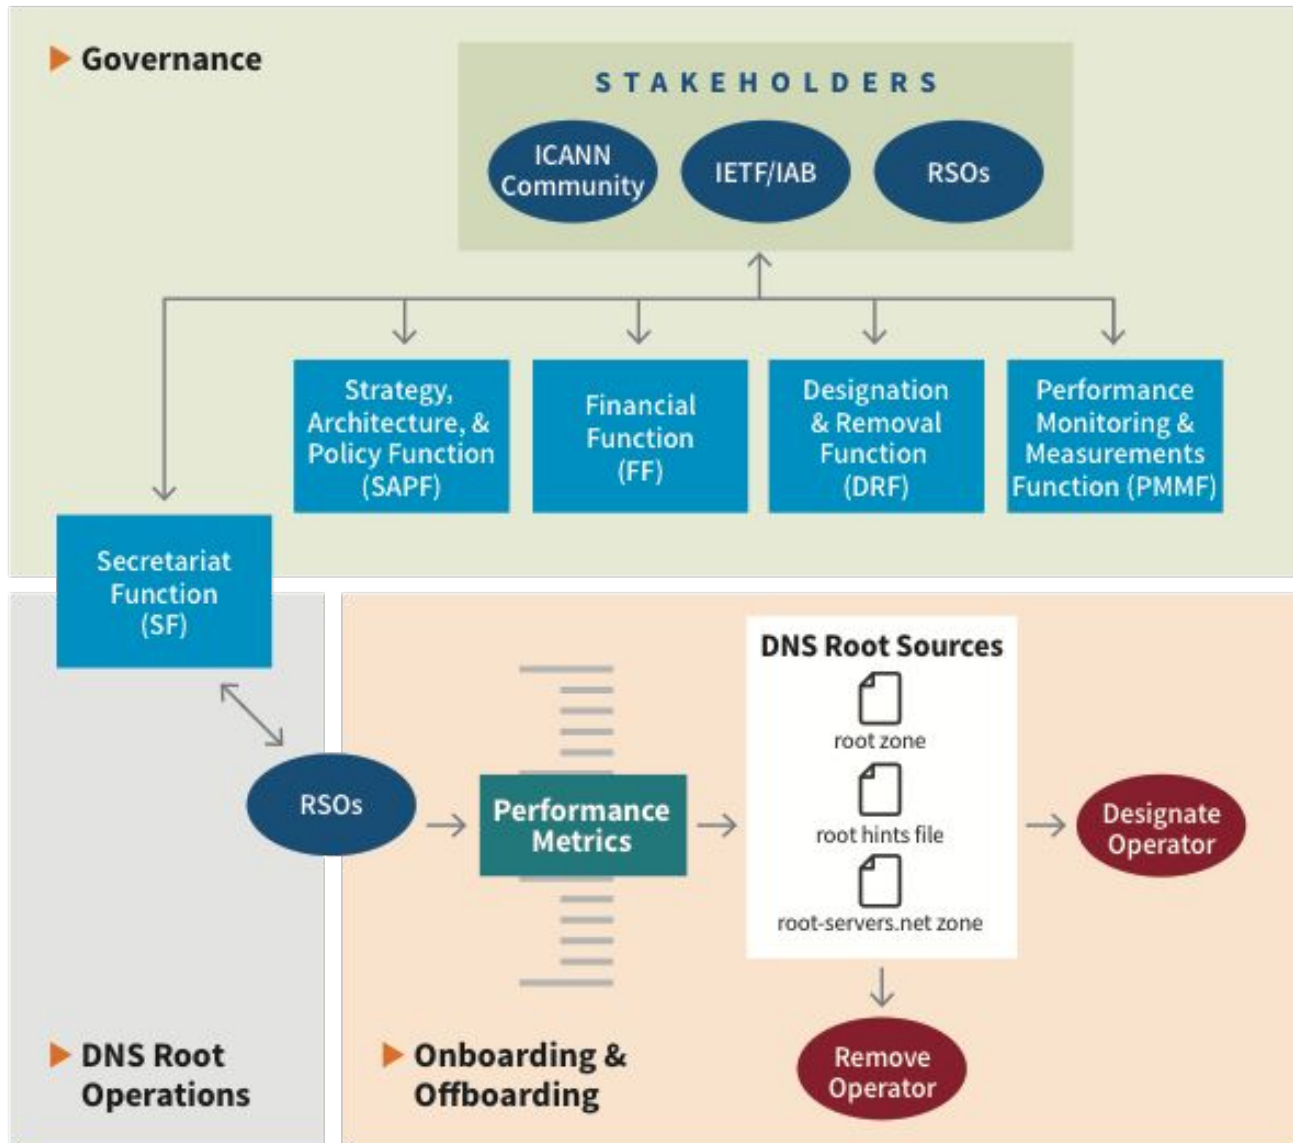 Governance
STAKEHOLDERS
ICANN
Community
IETF/IAB
RSOs
Strategy,
Architecture, &
Policy Function
(SAPF)
Financial
Function
(FF)
Designation
& Removal
Function
(DRF)
Performance
Monitoring &
Measurements
Function (PMMF)
Secretariat
Function
(SF)
RSOs
Performance
Metrics
DNS Root Sources
root zone
root hints file
root-servers.net zone
Designate
Operator
Remove
Operator
DNS Root
Operations
Onboarding &
Offboarding